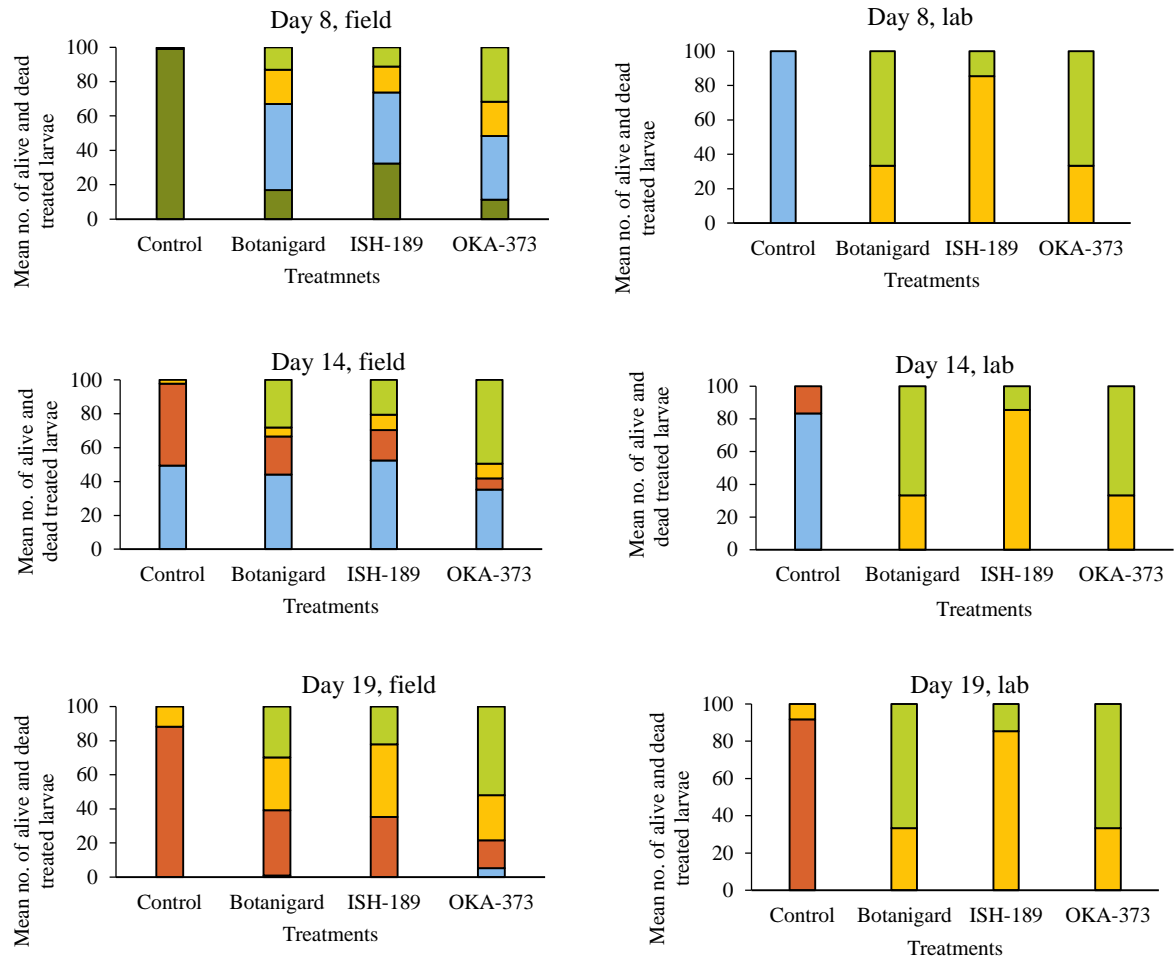 Day 8, field
Mean no. of alive and dead
treated larvae
100
80
60
40
20
0
Control Botanigard ISH-189 OKA-373
Treatmnets
Day 8, lab
Mean no. of alive and dead
treated larvae
100
80
60
40
20
0
Control Botanigard ISH-189 OKA-373
Treatments
Day 14, field
Mean no. of alive and
dead treated larvae
100
80
60
40
20
0
Control Botanigard ISH-189 OKA-373
Treatments
Day 14, lab
Mean no. of alive and
dead treated larvae
100
80
60
40
20
0
Control Botanigard ISH-189 OKA-373
Treatments
Day 19, field
Mean no. of alive and dead
treated larvae
100
80
60
40
20
0
Control Botanigard ISH-189 OKA-373
Treatments
Day 19, lab
Mean no. of alive and dead
treated larvae
100
80
60
40
20
0
Control Botanigard ISH-189 OKA-373
Treatments